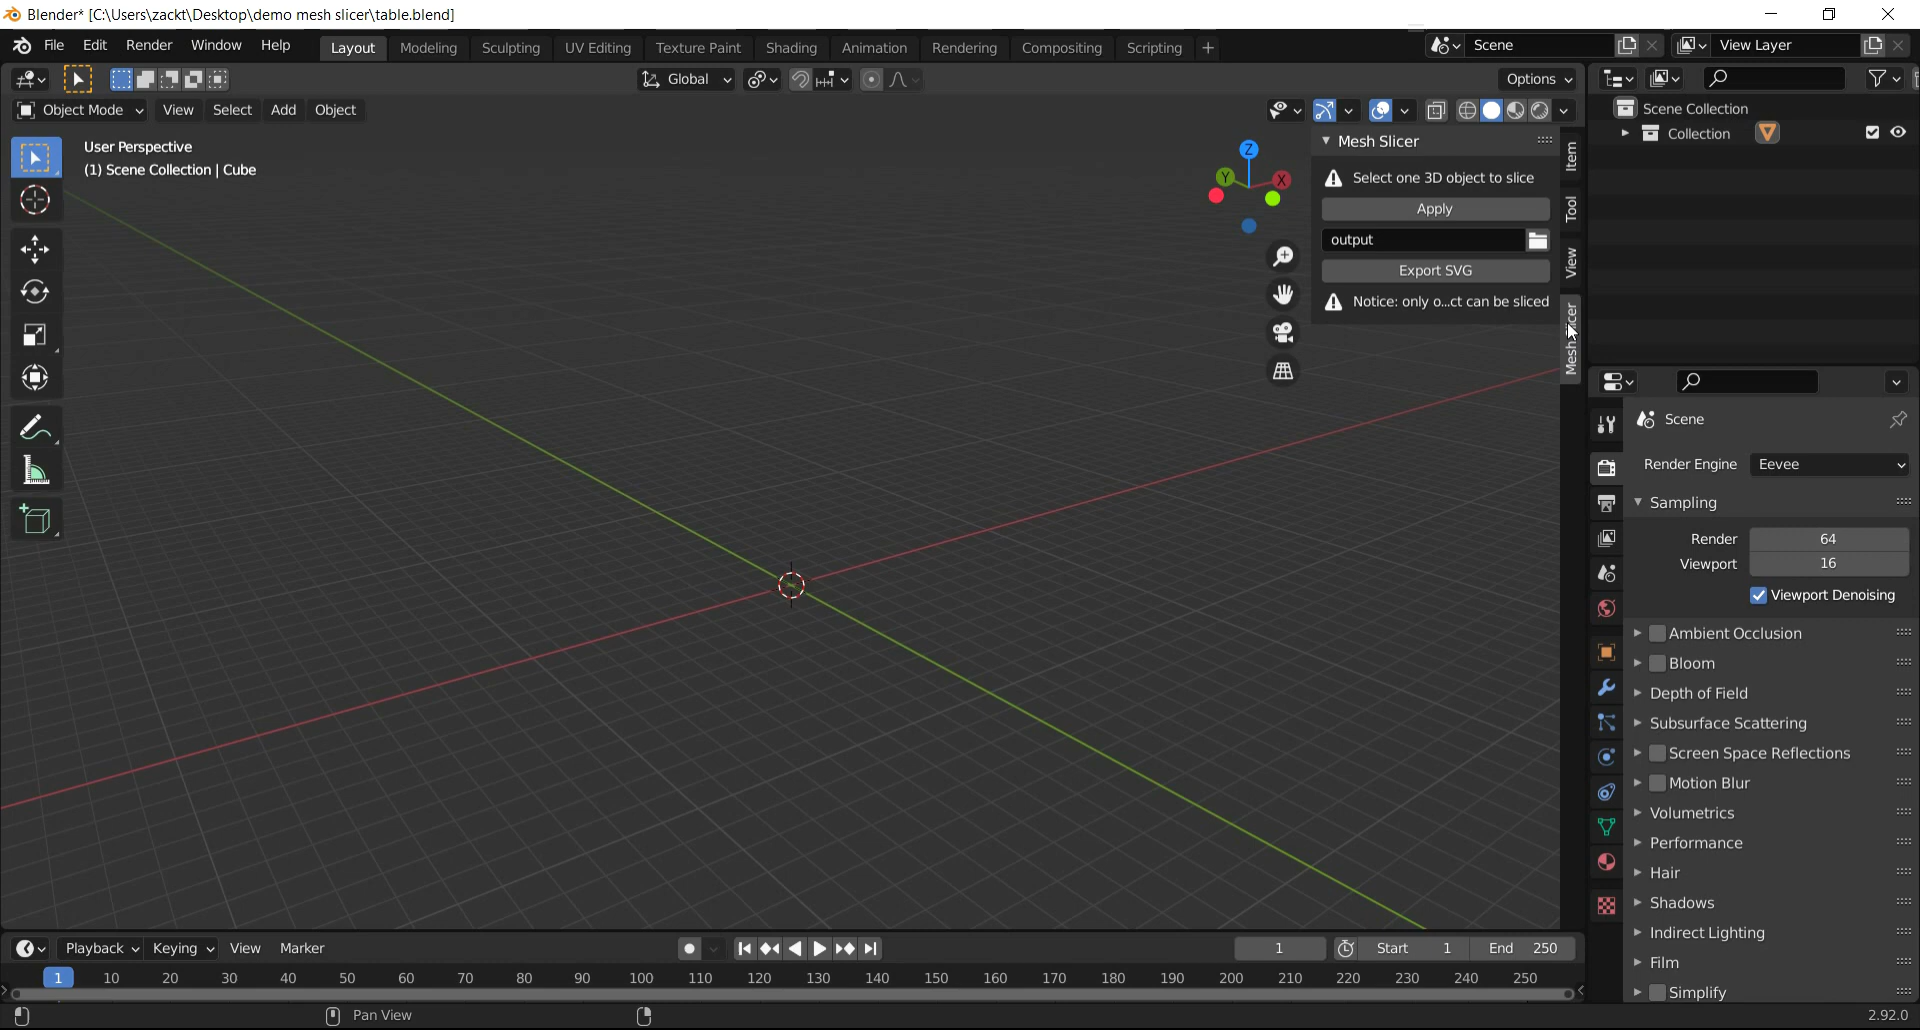 Blender* [C:\Users\zackt\Desktop\demo mesh slicer\table.blend]
File Edit Render Window Help Layout Modeling Sculpting UV Editing Texture Paint Shading Animation Rendering Compositing Scripting + Scene View Layer
Global Options
Object Mode View Select Add Object
User Perspective
(1) Scene Collection | Cube
Z
Y
X
Mesh Slicer
Select one 3D object to slice
Apply
output
Export SVG
Notice: only o...ct can be sliced
Item
Tool
View
Scene Collection
Collection
Scene
Render Engine Eevee
Sampling
Render 64
Viewport 16
Viewport Denoising
Ambient Occlusion
Bloom
Depth of Field
Subsurface Scattering
Screen Space Reflections
Motion Blur
Volumetrics
Performance
Hair
Shadows
Indirect Lighting
Film
Simplify
Playback Keying View Marker 1 Start 1 End 250
1 10 20 30 40 50 60 70 80 90 100 110 120 130 140 150 160 170 180 190 200 210 220 230 240 250
Pan View
2.92.0